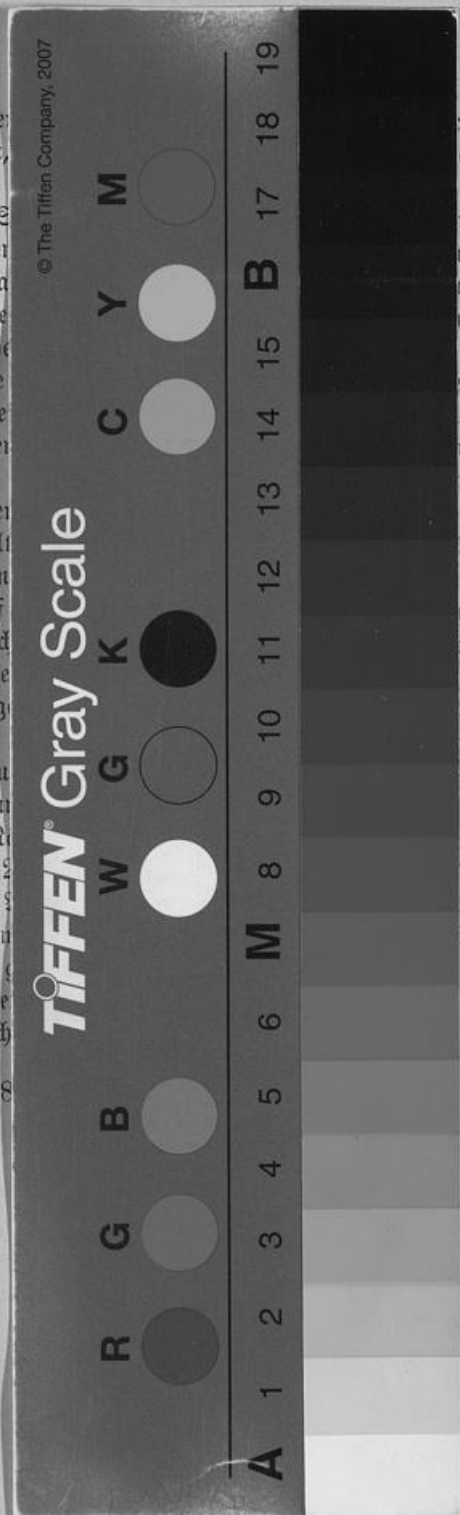 © The Tiffen Company, 2007
TIFFEN® Gray Scale
R G B W G K C Y M
A 1 2 3 4 5 6 M 8 9 10 11 12 13 14 15 B 17 18 19